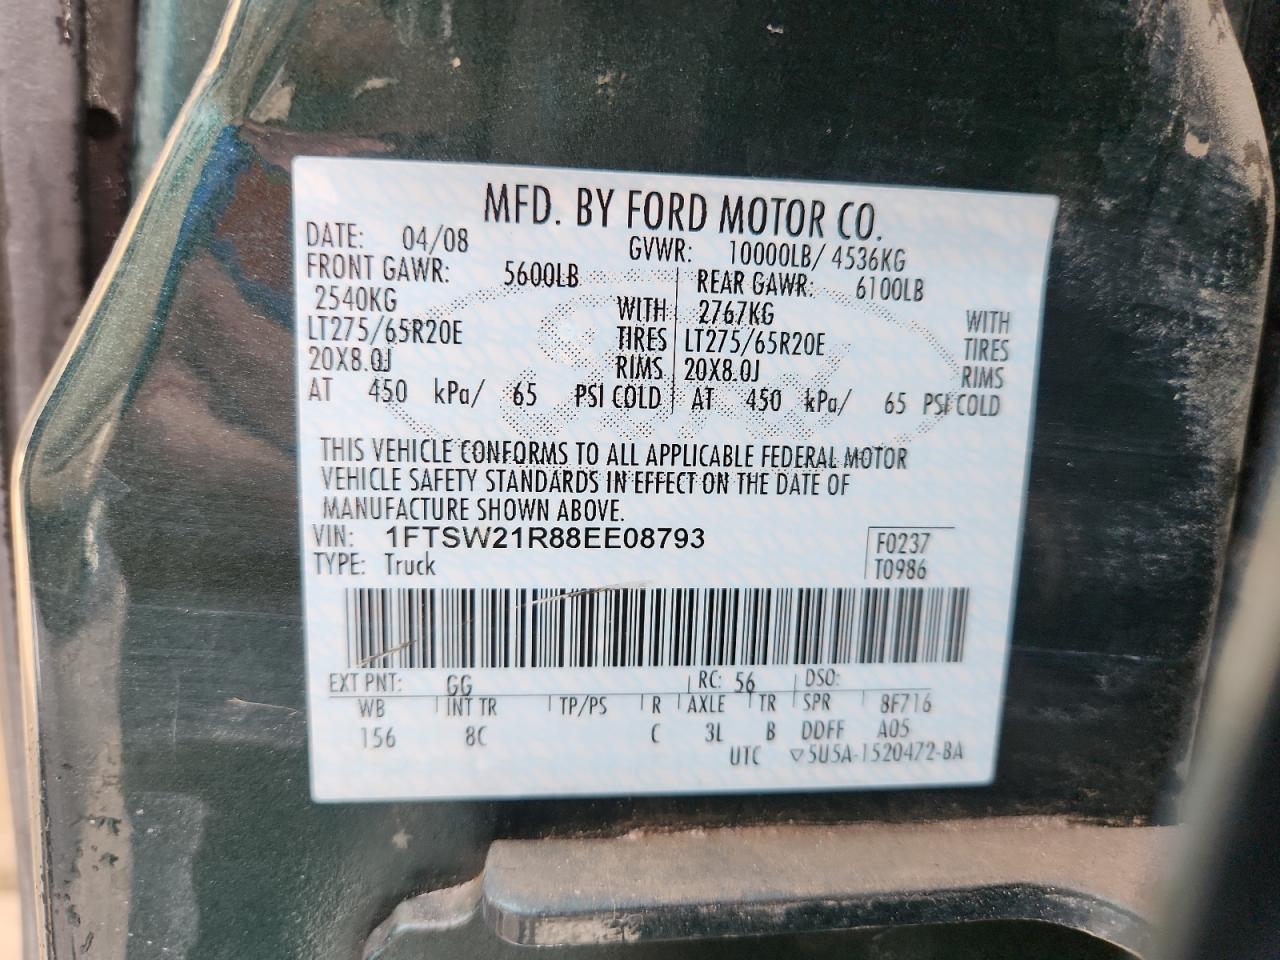 MFD. BY FORD MOTOR CO.
DATE: 04/08 GVWR: 10000LB/ 4536KG
FRONT GAWR: 5600LB REAR GAWR: 6100LB
2540KG WITH 2767KG WITH
LT275/65R20E TIRES LT275/65R20E TIRES
20X8.0J RIMS 20X8.0J RIMS
AT 450 kPa/ 65 PSI COLD AT 450 kPa/ 65 PSI COLD
THIS VEHICLE CONFORMS TO ALL APPLICABLE FEDERAL MOTOR
VEHICLE SAFETY STANDARDS IN EFFECT ON THE DATE OF
MANUFACTURE SHOWN ABOVE.
VIN: 1FTSW21R88EE08793 F0237
TYPE: Truck T0986
EXT PNT: GG RC: 56 DSO:
WB INT TR TP/PS R AXLE TR SPR 8F716
156 8C C 3L B DDFF A05
UTC ▽5U5A-1520472-BA